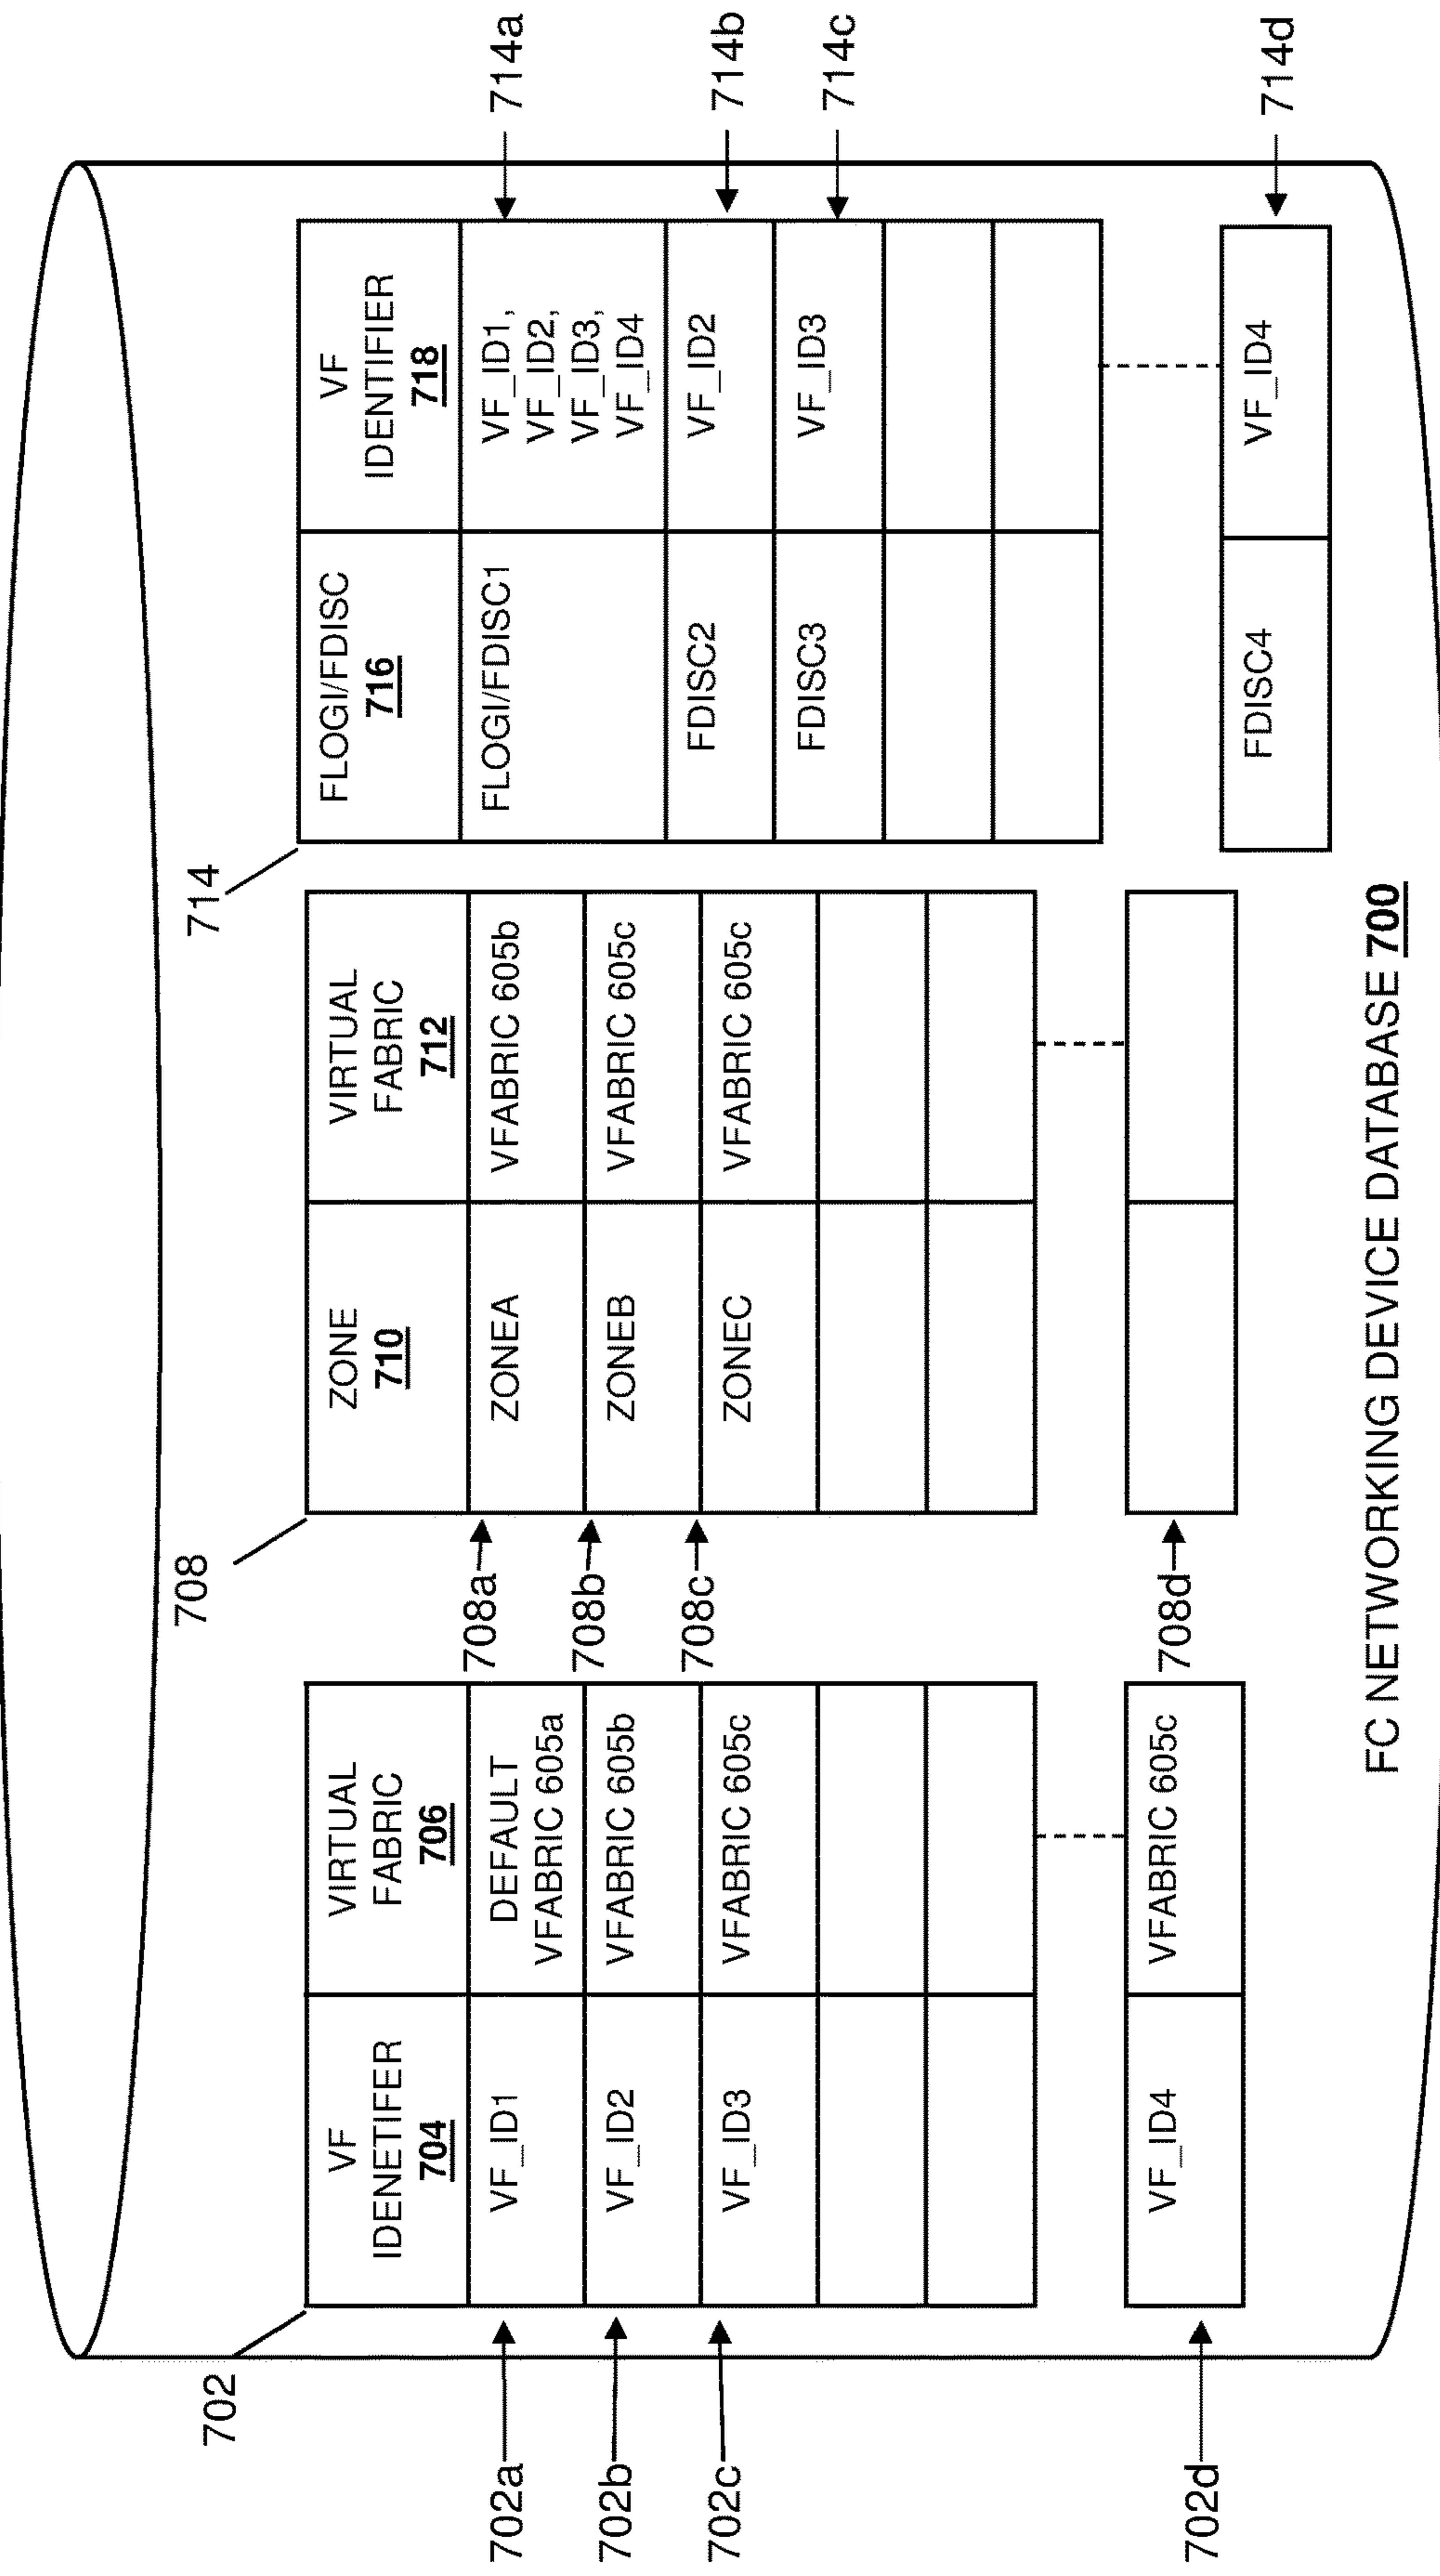 702
702a
702b
702c
702d
VF
IDENETIFER
704
VIRTUAL
FABRIC
706
VF_ID1
DEFAULT
VFABRIC 605a
VF_ID2
VFABRIC 605b
VF_ID3
VFABRIC 605c
VF_ID4
VFABRIC 605c
708
708a
708b
708c
708d
ZONE
710
VIRTUAL
FABRIC
712
ZONEA
VFABRIC 605b
ZONEB
VFABRIC 605c
ZONEC
VFABRIC 605c
714
FLOGI/FDISC
716
VF
IDENTIFIER
718
FLOGI/FDISC1
VF_ID1,
VF_ID2,
VF_ID3,
VF_ID4
FDISC2
VF_ID2
FDISC3
VF_ID3
FDISC4
VF_ID4
714a
714b
714c
714d
FC NETWORKING DEVICE DATABASE 700